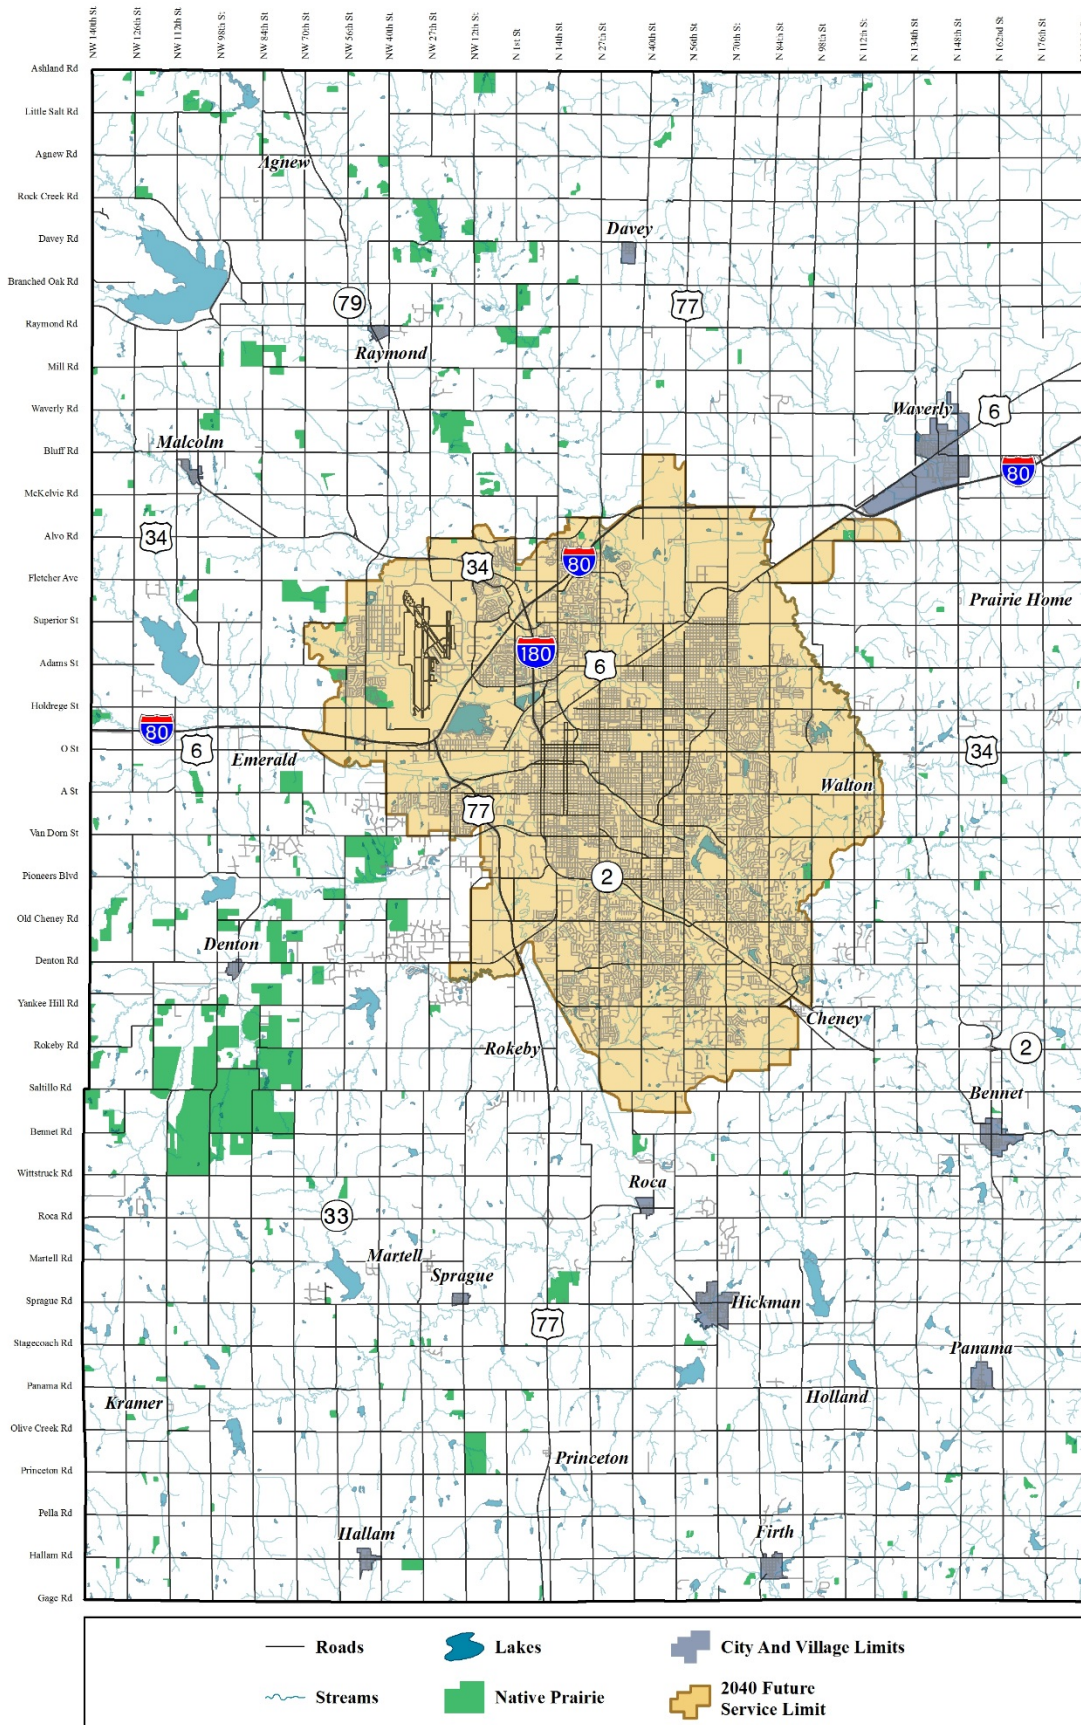 NW 140th St
NW 126th St
NW 112th St
NW 98th St
NW 84th St
NW 70th St
NW 56th St
NW 40th St
NW 27th St
NW 12th St
N 1st St
N 14th St
N 27th St
N 40th St
N 56th St
N 70th St
N 84th St
N 98th St
N 112th St
N 134th St
N 148th St
N 162nd St
N 176th St
Ashland Rd
Little Salt Rd
Agnew Rd
Agnew
Rock Creek Rd
Davey
Davey Rd
Branched Oak Rd
79
77
Raymond Rd
Raymond
Mill Rd
Waverly Rd
Waverly
6
Malcolm
Bluff Rd
80
McKelvie Rd
34
Alvo Rd
34
80
Fletcher Ave
Prairie Home
Superior St
180
Adams St
6
Holdrege St
80
6
O St
34
Emerald
A St
Walton
77
Van Dorn St
Pioneers Blvd
2
Old Cheney Rd
Denton
Denton Rd
Yankee Hill Rd
Cheney
Rokeby Rd
Rokeby
2
Saltillo Rd
Bennet
Bennet Rd
Wittstruck Rd
Roca
Roca Rd
33
Martell Rd
Martell
Sprague
Sprague Rd
Hickman
77
Stagecoach Rd
Panama
Panama Rd
Kramer
Holland
Olive Creek Rd
Princeton
Princeton Rd
Pella Rd
Hallam
Firth
Hallam Rd
Gage Rd
Roads
Lakes
City And Village Limits
Streams
Native Prairie
2040 Future
Service Limit